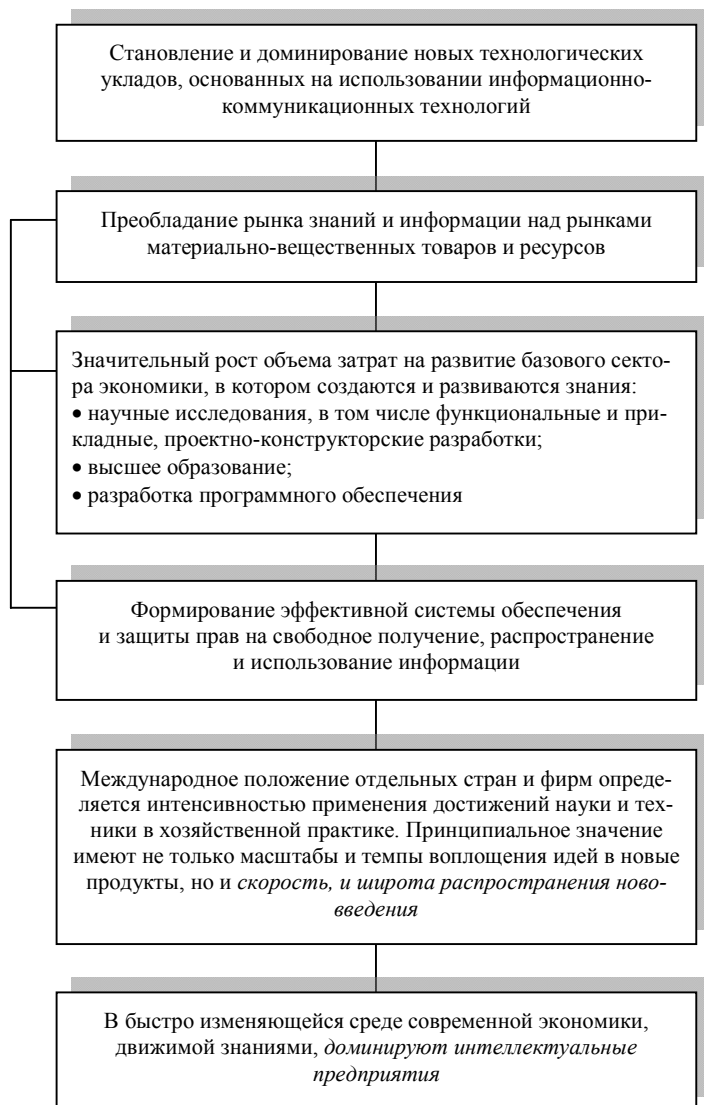 Становление и доминирование новых технологических
укладов, основанных на использовании информационно-
коммуникационных технологий
Преобладание рынка знаний и информации над рынками
материально-вещественных товаров и ресурсов
Значительный рост объема затрат на развитие базового секто-
ра экономики, в котором создаются и развиваются знания:
• научные исследования, в том числе функциональные и при-
кладные, проектно-конструкторские разработки;
• высшее образование;
• разработка программного обеспечения
Формирование эффективной системы обеспечения
и защиты прав на свободное получение, распространение
и использование информации
Международное положение отдельных стран и фирм опреде-
ляется интенсивностью применения достижений науки и тех-
ники в хозяйственной практике. Принципиальное значение
имеют не только масштабы и темпы воплощения идей в новые
продукты, но и скорость, и широта распространения ново-
введения
В быстро изменяющейся среде современной экономики,
движимой знаниями, доминируют интеллектуальные
предприятия